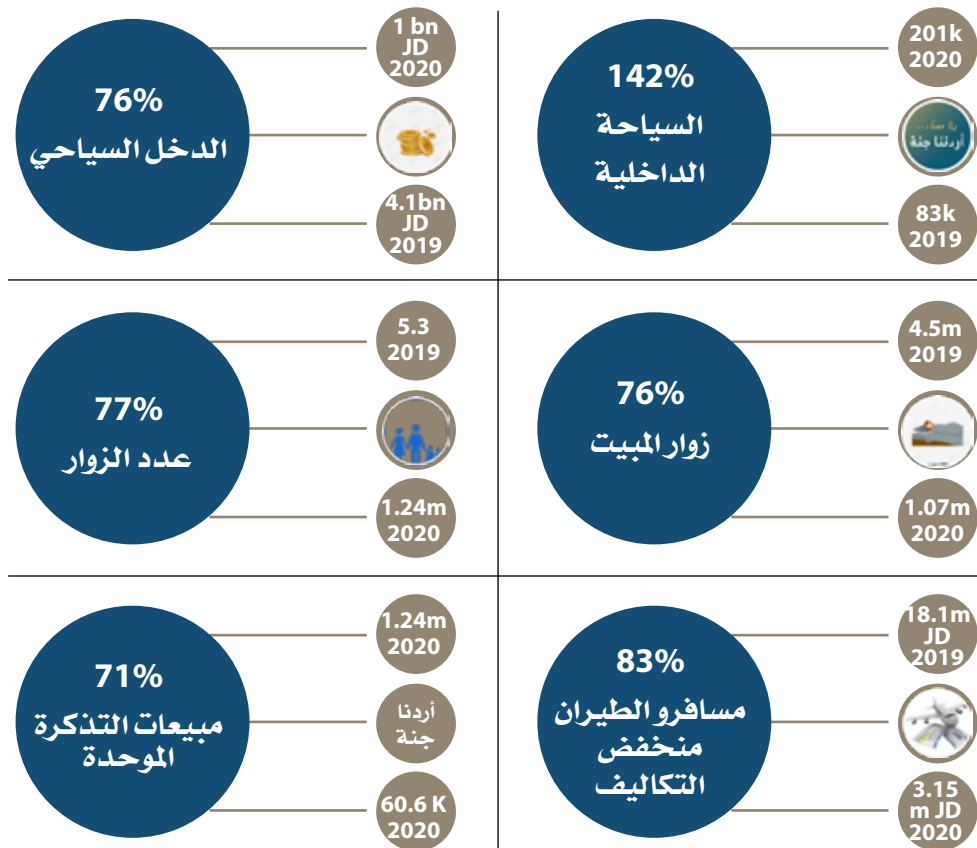 142%
السياحة
الداخلية
201k
2020
أردننا جنة
83k
2019
76%
الدخل السياحي
1 bn
JD
2020
4.1bn
JD
2019
76%
زوار المبيت
4.5m
2019
1.07m
2020
77%
عدد الزوار
5.3
2019
1.24m
2020
83%
مسافرو الطيران
منخفض
التكاليف
18.1m
JD
2019
3.15
m JD
2020
71%
مبيعات التذكرة
الموحدة
1.24m
2020
أردنا
جنة
60.6 K
2020